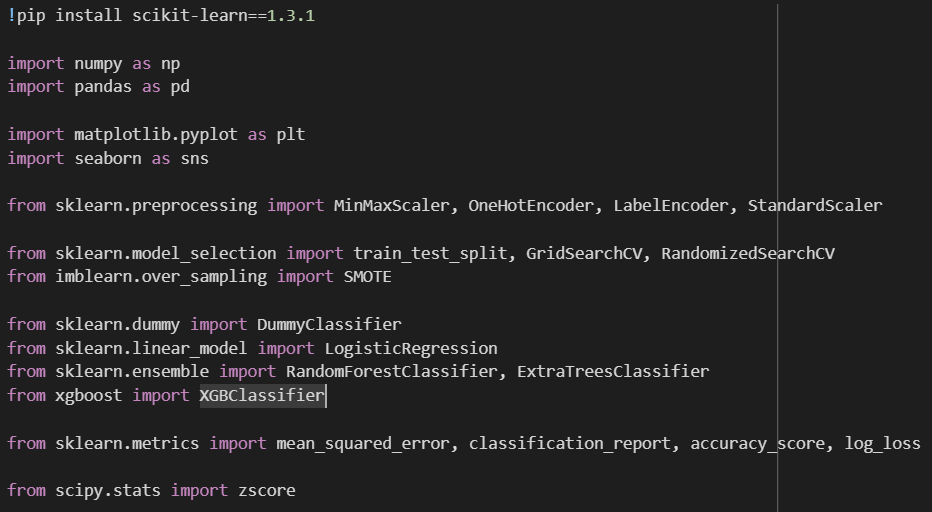 !pip install scikit-learn==1.3.1
import numpy as np
import pandas as pd
import matplotlib.pyplot as plt
import seaborn as sns
from sklearn.preprocessing import MinMaxScaler, OneHotEncoder, LabelEncoder, StandardScaler
from sklearn.model_selection import train_test_split, GridSearchCV, RandomizedSearchCV
from imblearn.over_sampling import SMOTE
from sklearn.dummy import DummyClassifier
from sklearn.linear_model import LogisticRegression
from sklearn.ensemble import RandomForestClassifier, ExtraTreesClassifier
from xgboost import XGBClassifier
from sklearn.metrics import mean_squared_error, classification_report, accuracy_score, log_loss
from scipy.stats import zscore